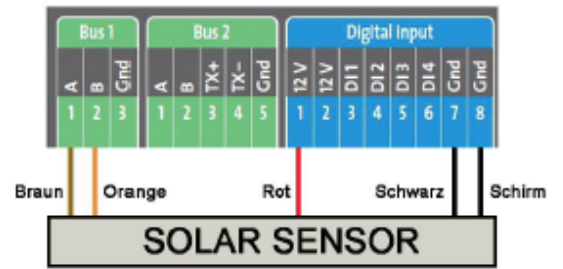 Bus 1 Bus 2 Digital Input
A B Gnd A B TX+ TX− Gnd 12 V 12 V DI 1 DI 2 DI 3 DI 4 Gnd Gnd
1 2 3 1 2 3 4 5 1 2 3 4 5 6 7 8
Braun Orange Rot Schwarz Schirm
SOLAR SENSOR